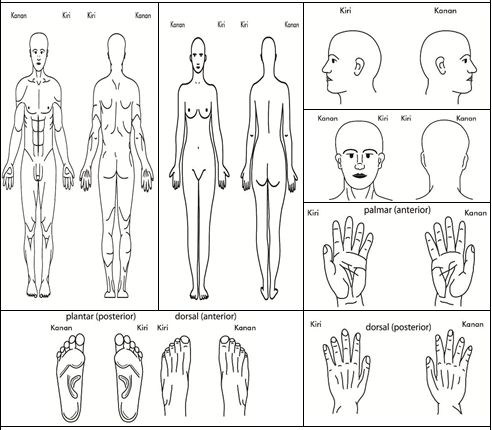 Kanan Kiri Kiri Kanan
Kanan Kiri Kiri Kanan
Kiri Kanan
Kanan Kiri Kiri Kanan
palmar (anterior)
Kiri Kanan
plantar (posterior) dorsal (anterior)
Kanan Kiri Kiri Kanan
Kiri dorsal (posterior) Kanan